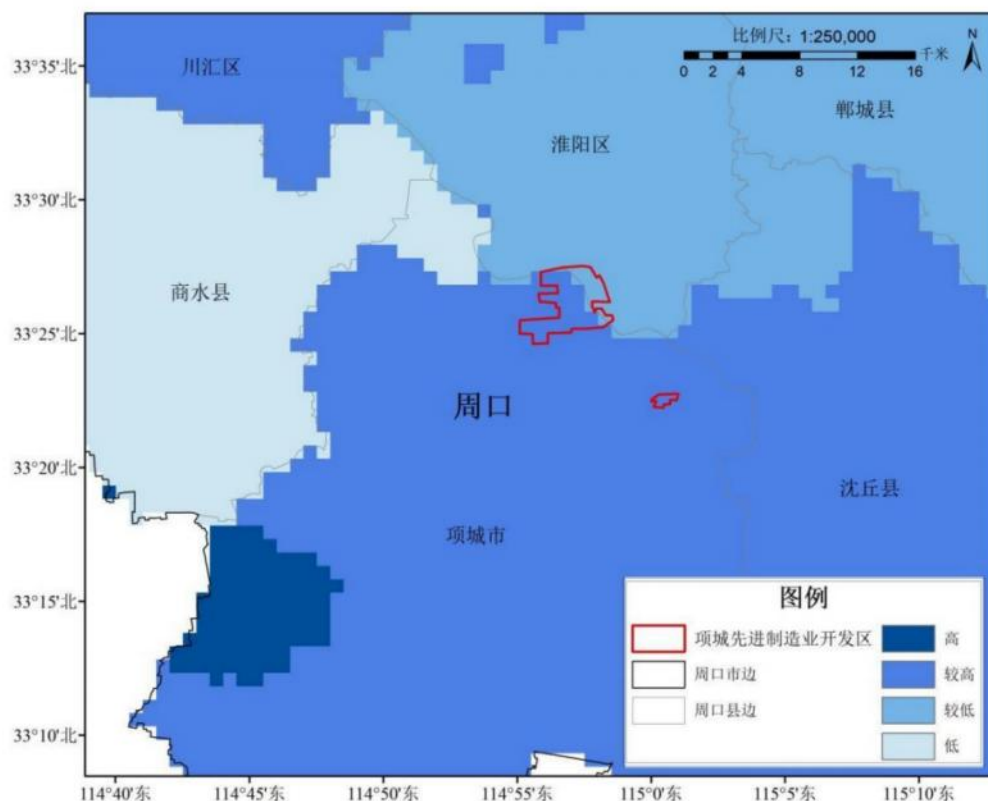 比例尺：1:250,000
N
千米
0 2 4 8 12 16
川汇区
郸城县
淮阳区
商水县
周口
沈丘县
项城市
33°35'北
33°30'北
33°25'北
33°20'北
33°15'北
33°10'北
图例
项城先进制造业开发区
周口市边
周口县边
高
较高
较低
低
114°40'东 114°45'东 114°50'东 114°55'东 115°0'东 115°5'东 115°10'东